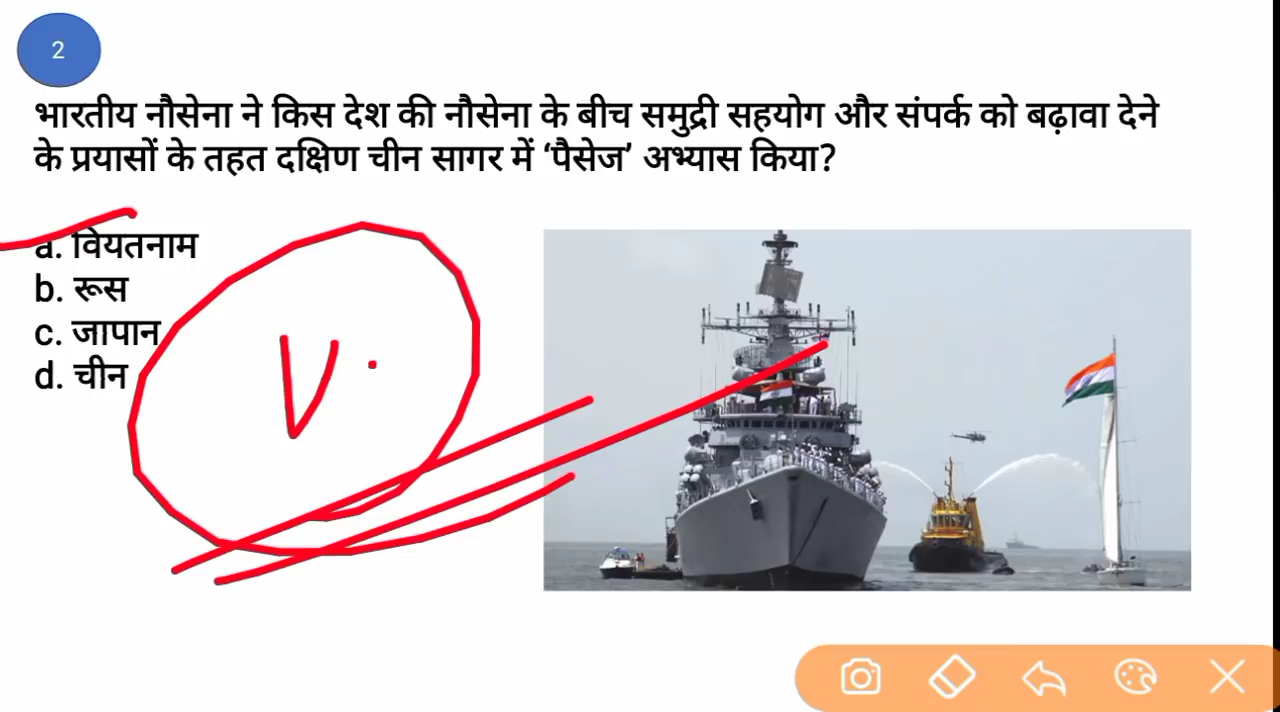 2
भारतीय नौसेना ने किस देश की नौसेना के बीच समुद्री सहयोग और संपर्क को बढ़ावा देने
के प्रयासों के तहत दक्षिण चीन सागर में ‘पैसेज’ अभ्यास किया?
a. वियतनाम
b. रूस
c. जापान
d. चीन
V